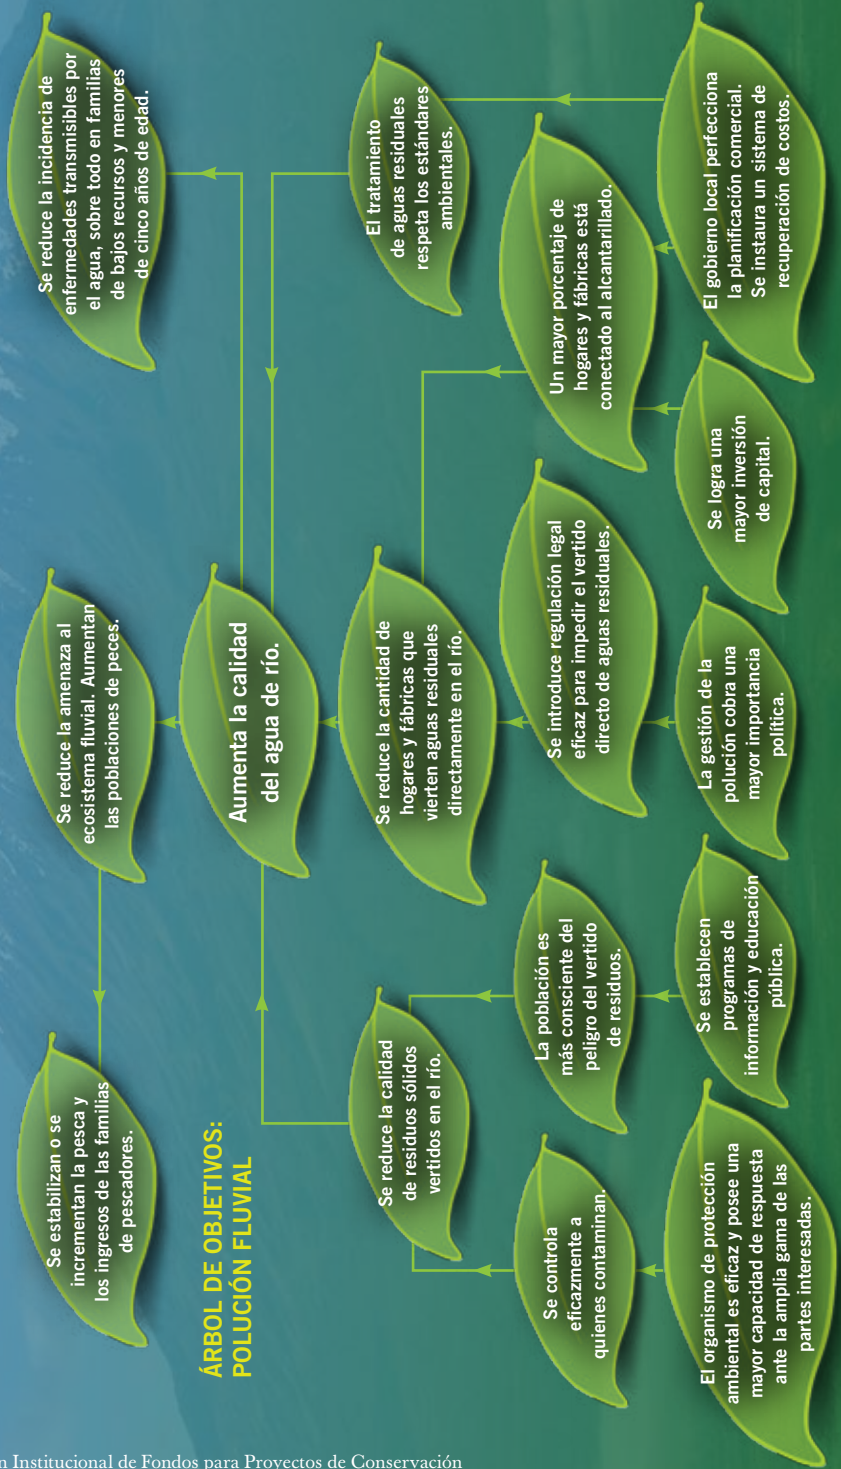 Se estabilizan o se
incrementan la pesca y
los ingresos de las familias
de pescadores.
Se reduce la amenaza al
ecosistema fluvial. Aumentan
las poblaciones de peces.
Se reduce la incidencia de
enfermedades transmisibles por
el agua, sobre todo en familias
de bajos recursos y menores
de cinco años de edad.
ÁRBOL DE OBJETIVOS:
POLUCIÓN FLUVIAL
Aumenta la calidad
del agua de río.
Se reduce la calidad
de residuos sólidos
vertidos en el río.
Se reduce la cantidad de
hogares y fábricas que
vierten aguas residuales
directamente en el río.
El tratamiento
de aguas residuales
respeta los estándares
ambientales.
Se controla
eficazmente a
quienes contaminan.
La población es
más consciente del
peligro del vertido
de residuos.
Se introduce regulación legal
eficaz para impedir el vertido
directo de aguas residuales.
Un mayor porcentaje de
hogares y fábricas está
conectado al alcantarillado.
El organismo de protección
ambiental es eficaz y posee una
mayor capacidad de respuesta
ante la amplia gama de las
partes interesadas.
Se establecen
programas de
información y educación
pública.
La gestión de la
polución cobra una
mayor importancia
política.
Se logra una
mayor inversión
de capital.
El gobierno local perfecciona
la planificación comercial.
Se instaura un sistema de
recuperación de costos.
n Institucional de Fondos para Proyectos de Conservación